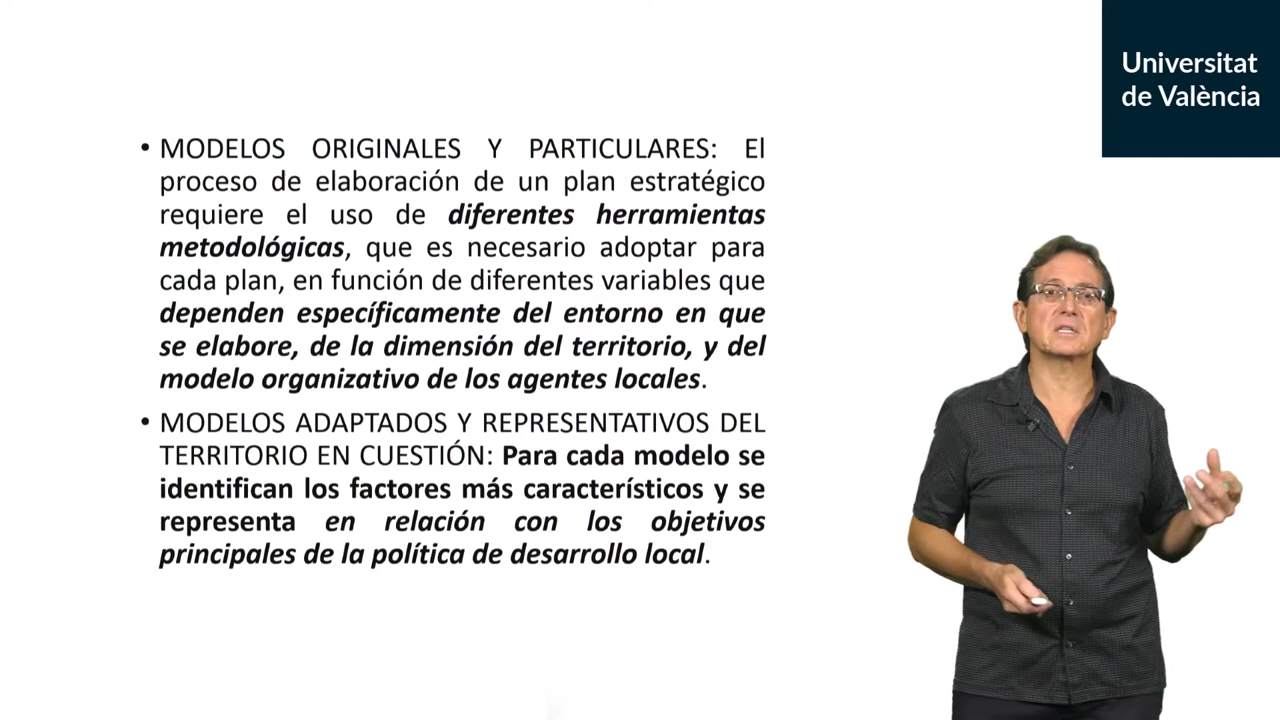 Universitat
de València
• MODELOS ORIGINALES Y PARTICULARES: El
proceso de elaboración de un plan estratégico
requiere el uso de diferentes herramientas
metodológicas, que es necesario adoptar para
cada plan, en función de diferentes variables que
dependen específicamente del entorno en que
se elabore, de la dimensión del territorio, y del
modelo organizativo de los agentes locales.
• MODELOS ADAPTADOS Y REPRESENTATIVOS DEL
TERRITORIO EN CUESTIÓN: Para cada modelo se
identifican los factores más característicos y se
representa en relación con los objetivos
principales de la política de desarrollo local.